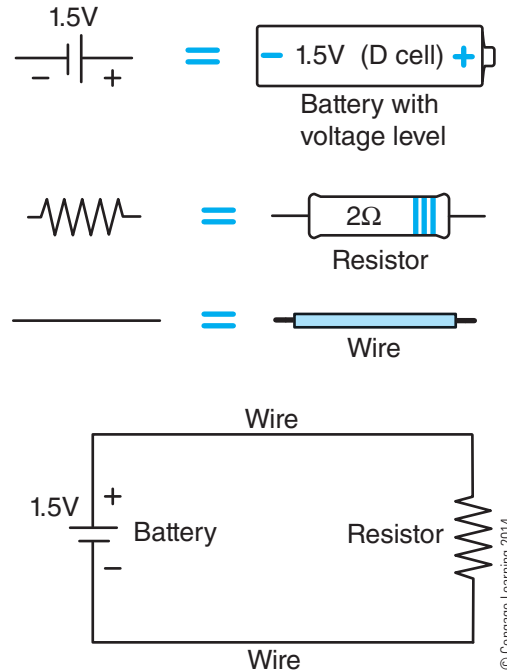 1.5V
− +
=
− 1.5V (D cell) +
Battery with
voltage level
=
2Ω
Resistor
=
Wire
Wire
1.5V
+
Battery
−
Resistor
Wire
© Cengage Learning 2014